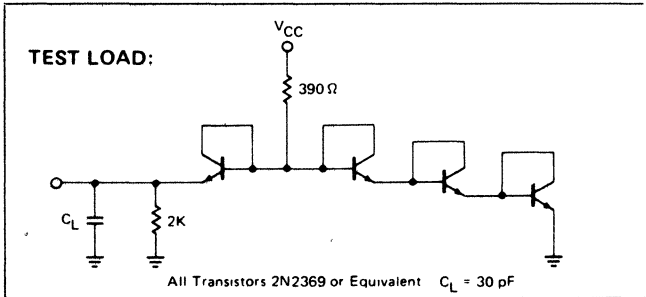 VCC
TEST LOAD:
390 Ω
CL
2K
All Transistors 2N2369 or Equivalent CL = 30 pF